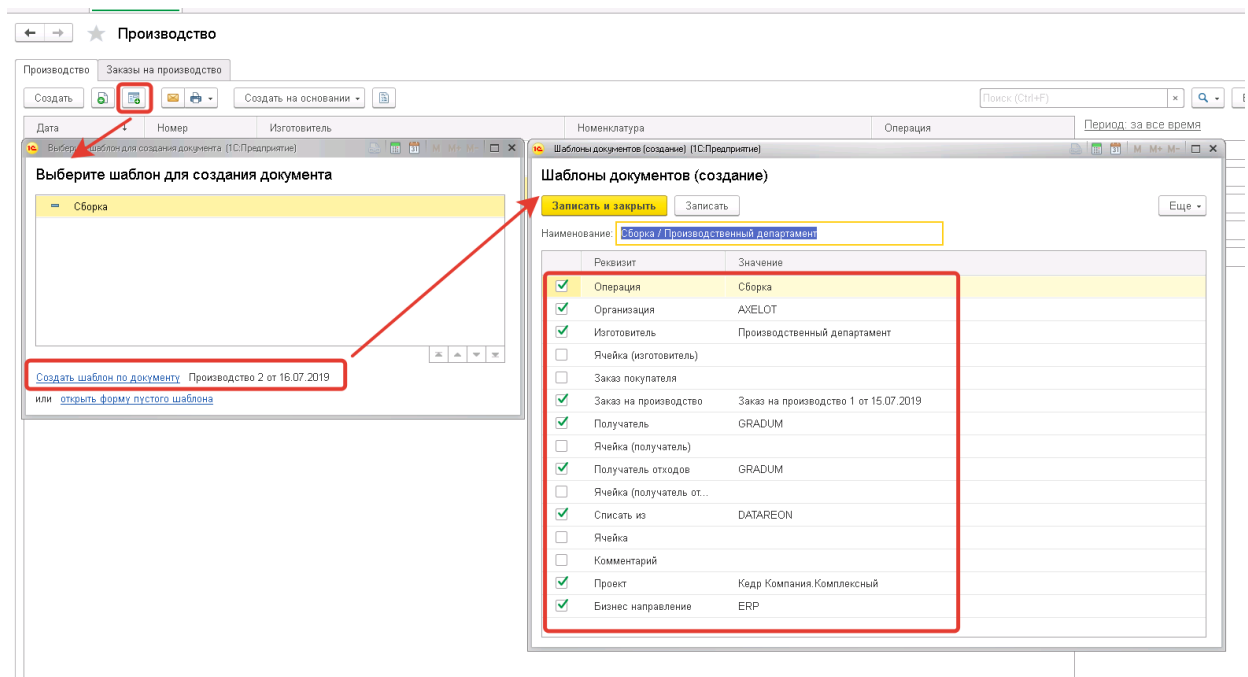 Производство
Производство Заказы на производство
Создать Создать на основании Поиск (Ctrl+F) ×
Дата Номер Изготовитель Номенклатура Операция Период: за все время
Выберите шаблон для создания документа (1С:Предприятие) M M+ M-
Выберите шаблон для создания документа
Сборка
Создать шаблон по документу Производство 2 от 16.07.2019
или открыть форму пустого шаблона
Шаблоны документов (создание) (1С:Предприятие) M M+ M-
Шаблоны документов (создание)
Записать и закрыть Записать Еще
Наименование: Сборка / Производственный департамент
Реквизит Значение
Операция Сборка
Организация AXELOT
Изготовитель Производственный департамент
Ячейка (изготовитель)
Заказ покупателя
Заказ на производство Заказ на производство 1 от 15.07.2019
Получатель GRADUM
Ячейка (получатель)
Получатель отходов GRADUM
Ячейка (получатель от...
Списать из DATAREON
Ячейка
Комментарий
Проект Кедр Компания.Комплексный
Бизнес направление ERP